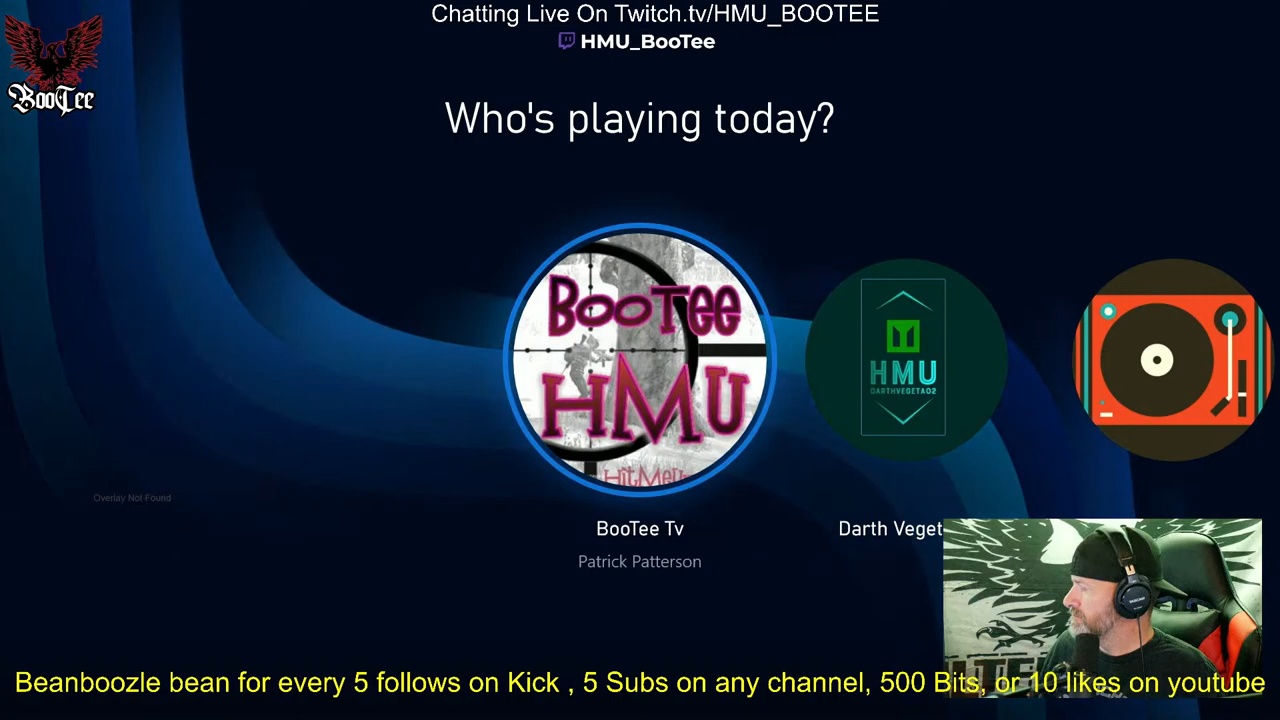 Chatting Live On Twitch.tv/HMU_BOOTEE
HMU_BooTee
BooTee
Who's playing today?
BooTee
HMU
HitMeUp
HMU
DARTHVEGETA02
Overlay Not Found
BooTee Tv
Darth Veget
Patrick Patterson
Beanboozle bean for every 5 follows on Kick , 5 Subs on any channel, 500 Bits, or 10 likes on youtube